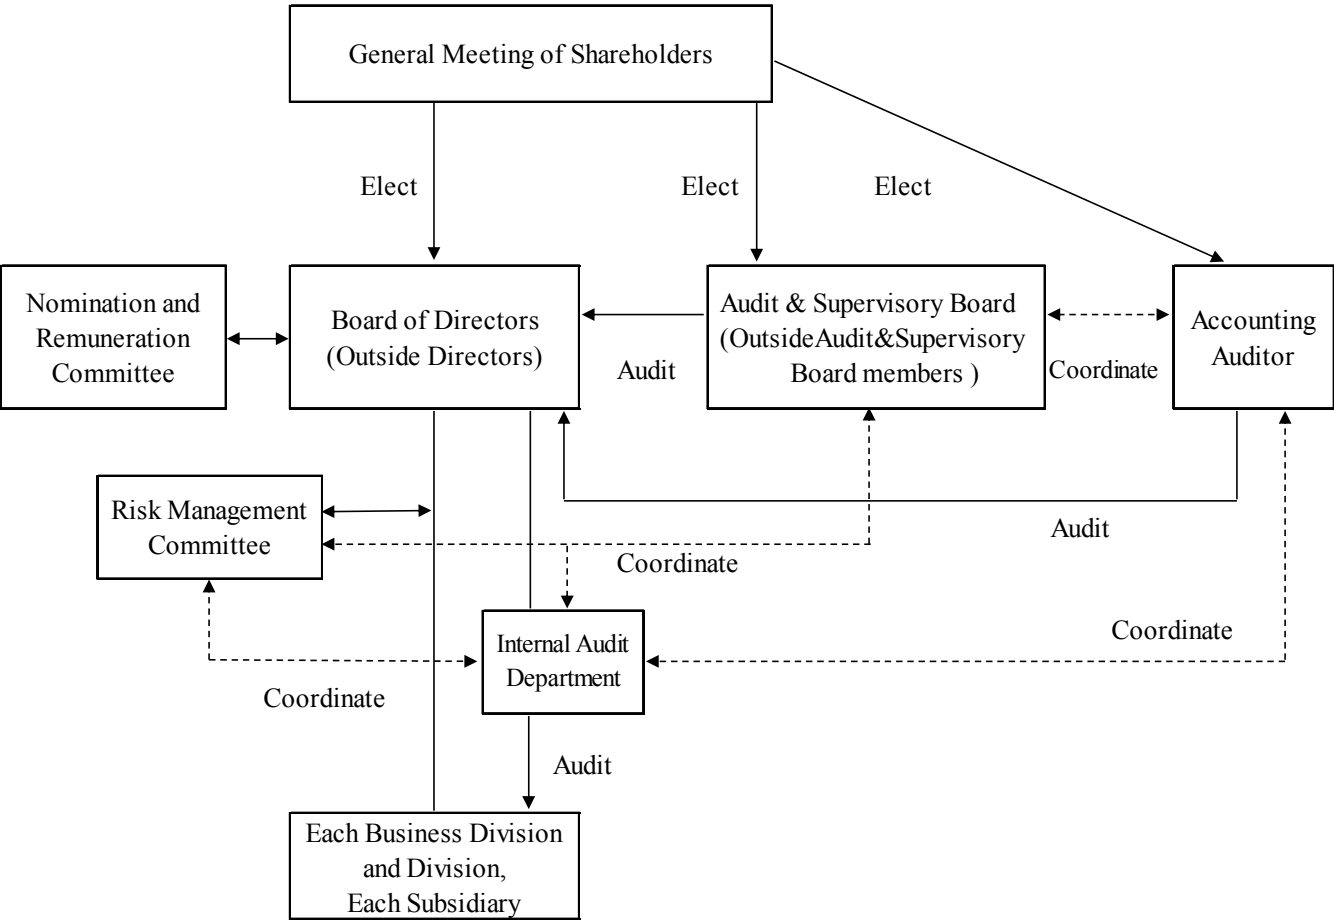 General Meeting of Shareholders
Elect
Elect
Elect
Nomination and
Remuneration
Committee
Board of Directors
(Outside Directors)
Audit
Audit & Supervisory Board
(OutsideAudit&Supervisory
Board members )
Coordinate
Accounting
Auditor
Risk Management
Committee
Audit
Coordinate
Internal Audit
Department
Coordinate
Coordinate
Audit
Each Business Division
and Division,
Each Subsidiary